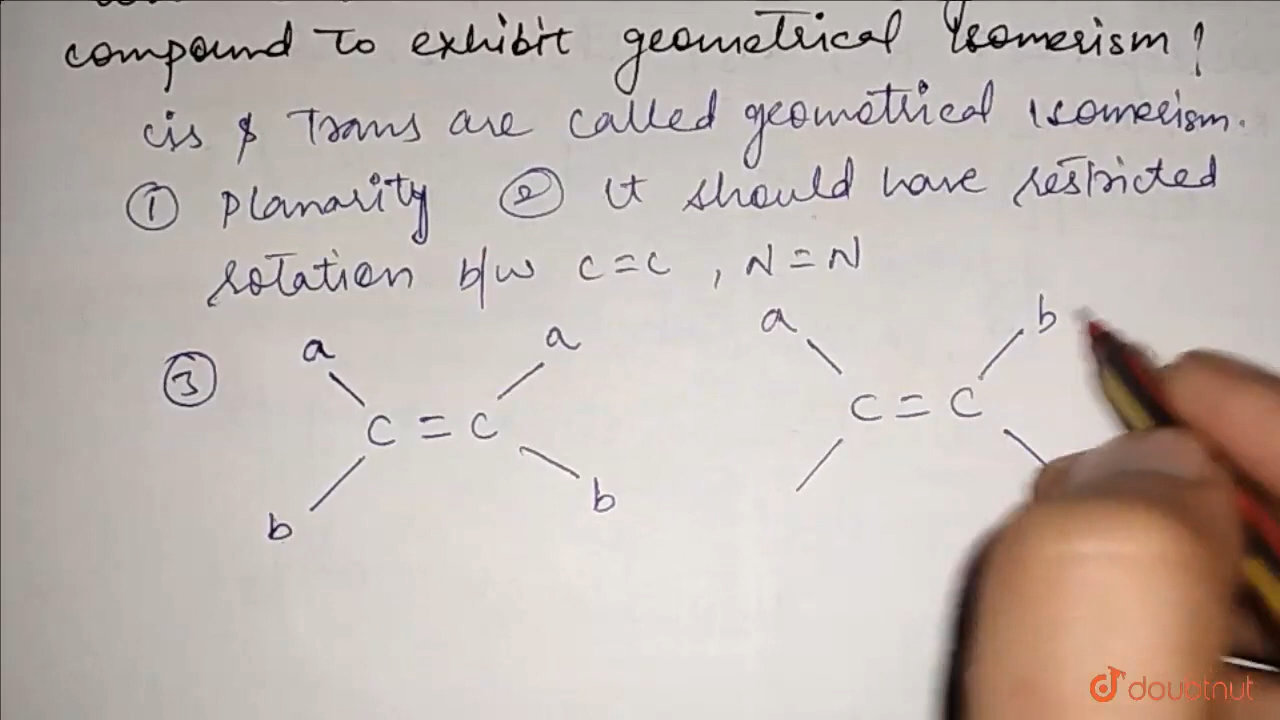 compound To exhibit geometrical Isomerism?
cis & Trans are called geometrical isomerism.
① planarity ② It should have restricted
rotation b/w C=C , N=N
③ a a a b
C=C C=C
b b
doubtnut